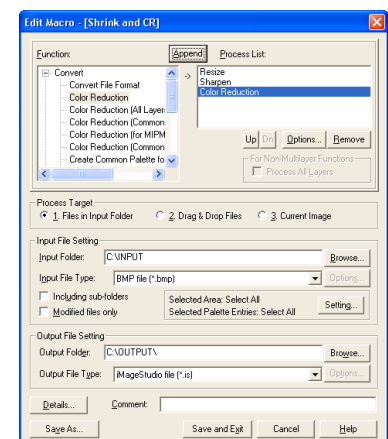 Edit Macro - [Shrink and CR]
Function:
Append
Process List:
Convert
Convert File Format
Color Reduction
Color Reduction (All Layers
Color Reduction (Common
Color Reduction (for MIPM
Color Reduction (Common
Create Common Palette fo
->
Resize
Sharpen
Color Reduction
Up
Dn
Options...
Remove
For Non-Multilayer Functions
Process All Layers
Process Target
1. Files in Input Folder
2. Drag & Drop Files
3. Current Image
Input File Setting
Input Folder:
C:\INPUT
Browse...
Input File Type:
BMP file (*.bmp)
Options...
Including sub-folders
Modified files only
Selected Area: Select All
Selected Palette Entries: Select All
Setting...
Output File Setting
Output Folder:
C:\OUTPUT\
Browse...
Output File Type:
iMageStudio file (*.is)
Options...
Details...
Comment:
Save As...
Save and Exit
Cancel
Help